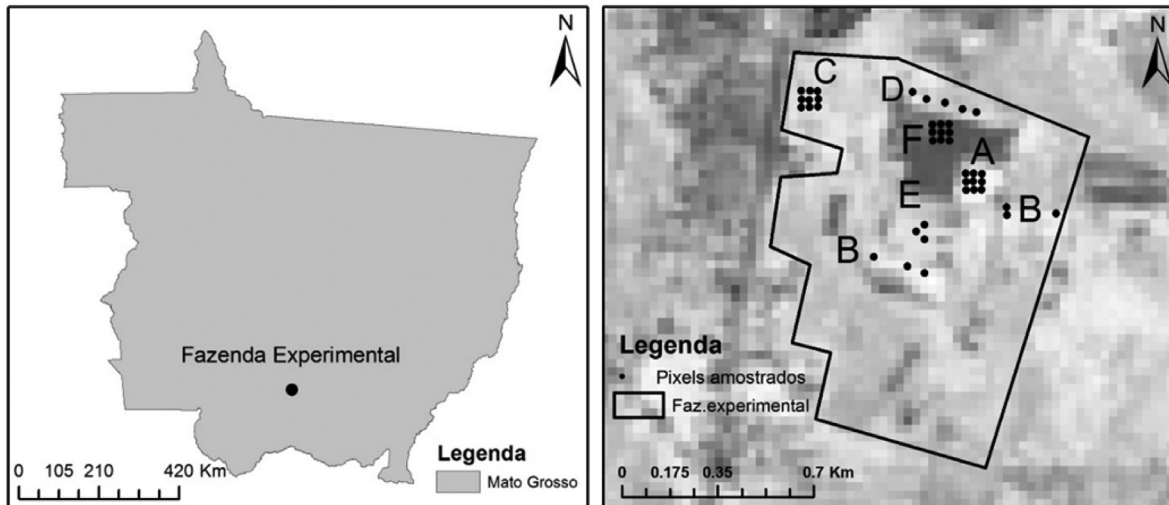 N
Fazenda Experimental
Legenda
Mato Grosso
0 105 210 420 Km
N
C
D
F
A
E
B
B
Legenda
Pixels amostrados
Faz.experimental
0 0.175 0.35 0.7 Km